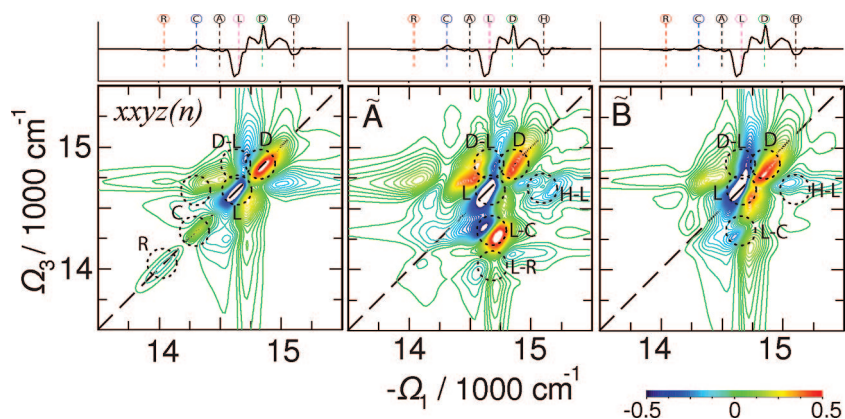 R C A L D H
R C A L D H
R C A L D H
Ω₃ / 1000 cm⁻¹
15
14
xxyz(n)
D-L
D
C
L
R
Ã
D-L
D
L
H-L
L-C
L-R
B̃
D-L
D
L
H-L
L-C
14 15
14 15
14 15
-Ω₁ / 1000 cm⁻¹
-0.5 0 0.5